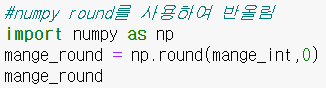 #numpy round를 사용하여 반올림
import numpy as np
mange_round = np.round(mange_int,0)
mange_round